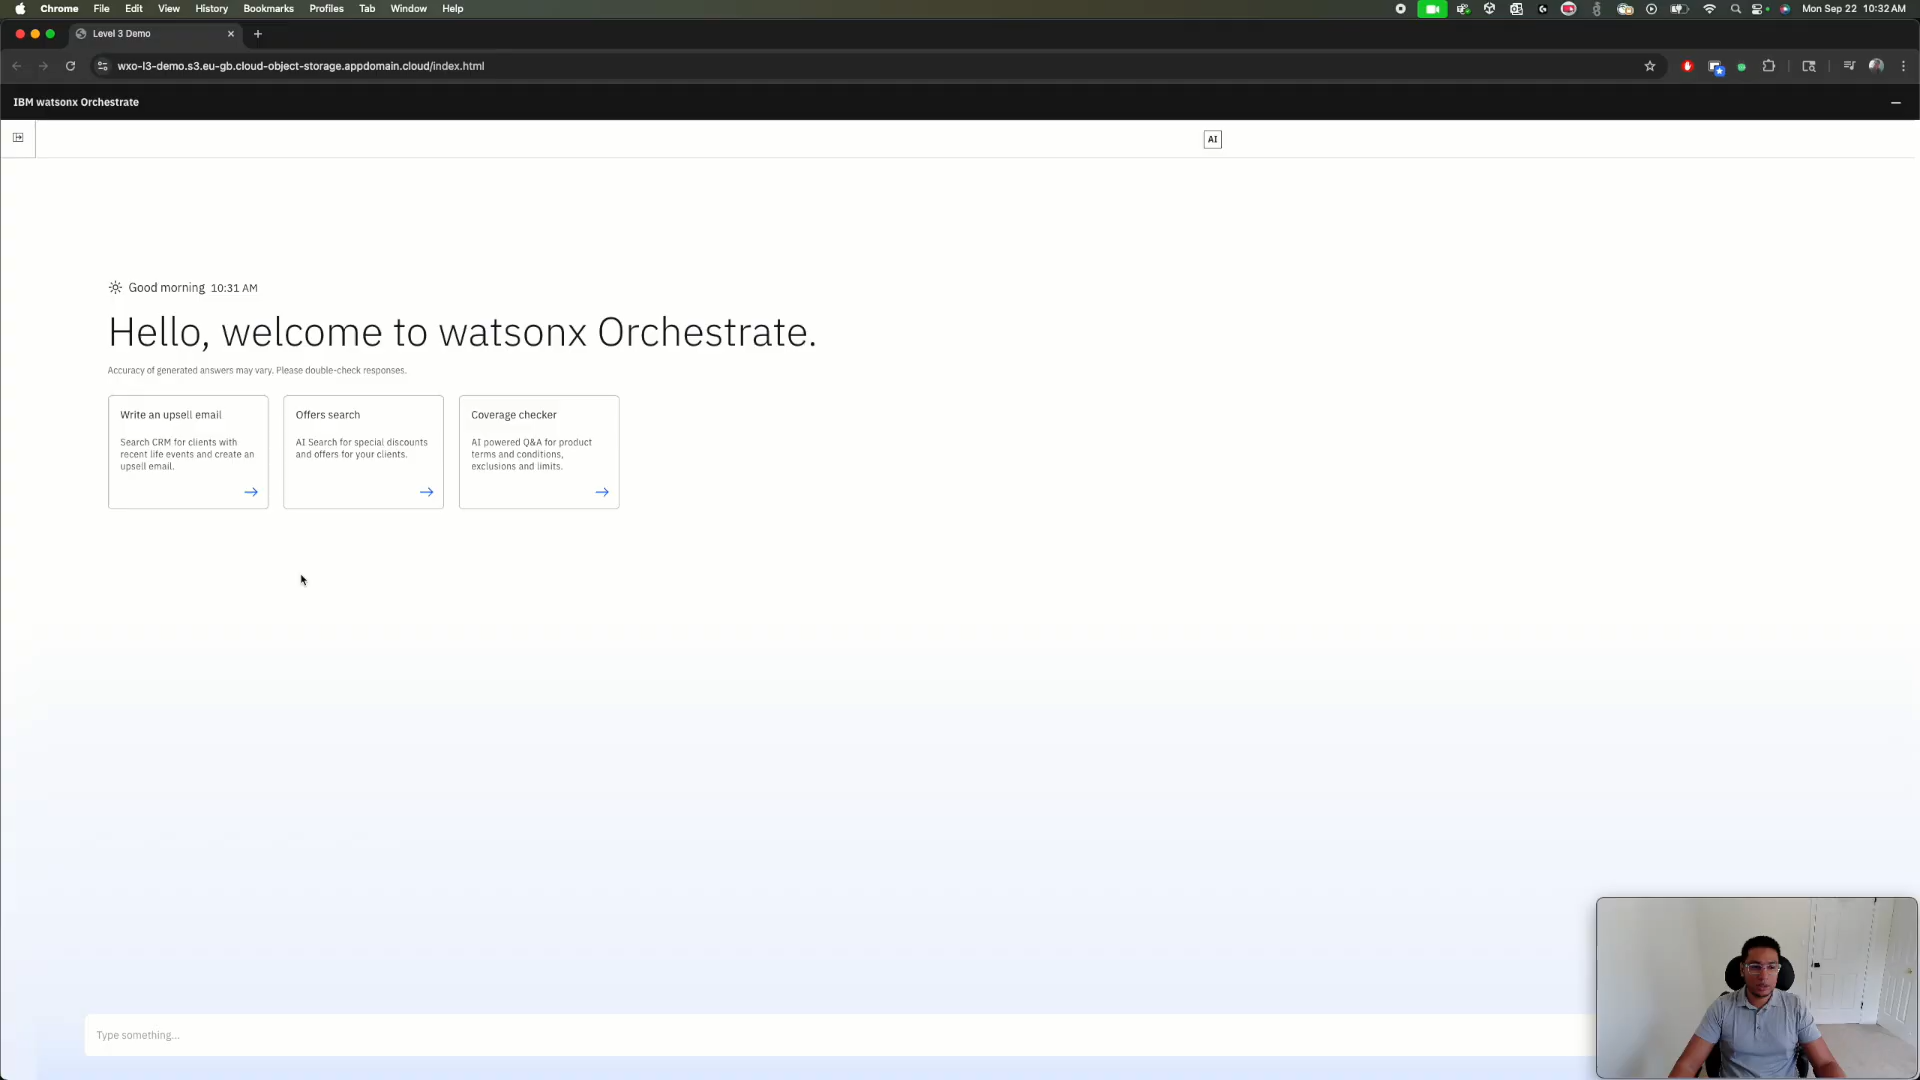 Chrome File Edit View History Bookmarks Profiles Tab Window Help
Mon Sep 22 10:32 AM
Level 3 Demo
wxo-l3-demo.s3.eu-gb.cloud-object-storage.appdomain.cloud/index.html
IBM watsonx Orchestrate
AI
Good morning 10:31 AM
Hello, welcome to watsonx Orchestrate.
Accuracy of generated answers may vary. Please double-check responses.
Write an upsell email
Search CRM for clients with
recent life events and create an
upsell email.
Offers search
AI Search for special discounts
and offers for your clients.
Coverage checker
AI powered Q&A for product
terms and conditions,
exclusions and limits.
Type something...